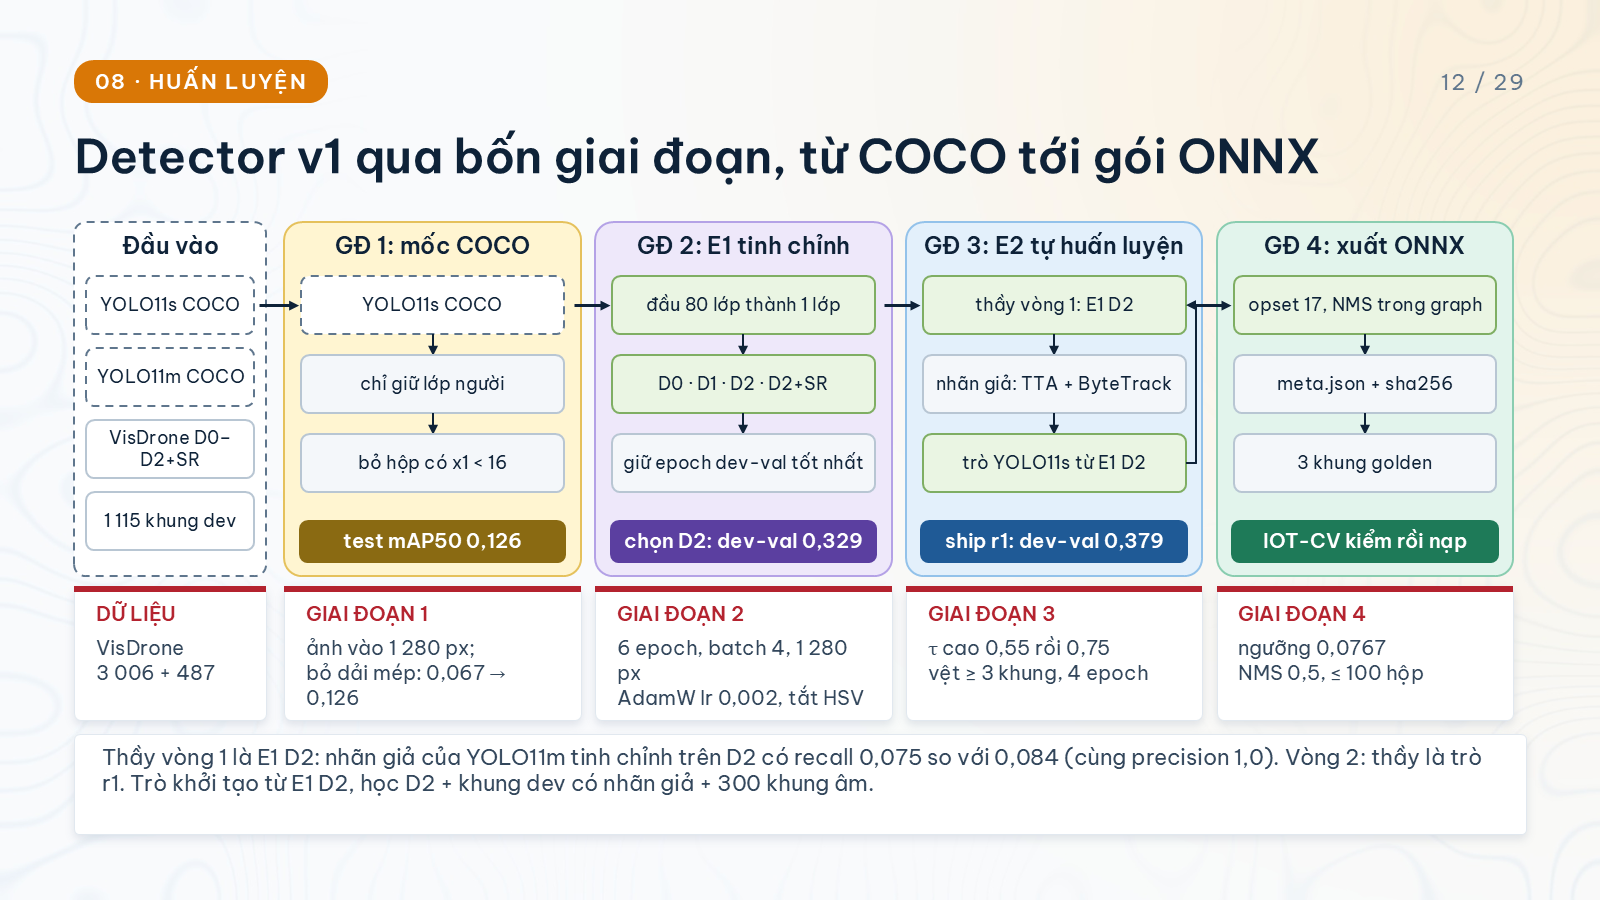 08 · HUẤN LUYỆN
12 / 29
Detector v1 qua bốn giai đoạn, từ COCO tới gói ONNX
Đầu vào
YOLO11s COCO
YOLO11m COCO
VisDrone D0–
D2+SR
1 115 khung dev
GĐ 1: mốc COCO
YOLO11s COCO
chỉ giữ lớp người
bỏ hộp có x1 < 16
test mAP50 0,126
GĐ 2: E1 tinh chỉnh
đầu 80 lớp thành 1 lớp
D0 · D1 · D2 · D2+SR
giữ epoch dev-val tốt nhất
chọn D2: dev-val 0,329
GĐ 3: E2 tự huấn luyện
thầy vòng 1: E1 D2
nhãn giả: TTA + ByteTrack
trò YOLO11s từ E1 D2
ship r1: dev-val 0,379
GĐ 4: xuất ONNX
opset 17, NMS trong graph
meta.json + sha256
3 khung golden
IOT-CV kiểm rồi nạp
DỮ LIỆU
VisDrone
3 006 + 487
GIAI ĐOẠN 1
ảnh vào 1 280 px;
bỏ dải mép: 0,067 →
0,126
GIAI ĐOẠN 2
6 epoch, batch 4, 1 280
px
AdamW lr 0,002, tắt HSV
GIAI ĐOẠN 3
τ cao 0,55 rồi 0,75
vệt ≥ 3 khung, 4 epoch
GIAI ĐOẠN 4
ngưỡng 0,0767
NMS 0,5, ≤ 100 hộp
Thầy vòng 1 là E1 D2: nhãn giả của YOLO11m tinh chỉnh trên D2 có recall 0,075 so với 0,084 (cùng precision 1,0). Vòng 2: thầy là trò
r1. Trò khởi tạo từ E1 D2, học D2 + khung dev có nhãn giả + 300 khung âm.